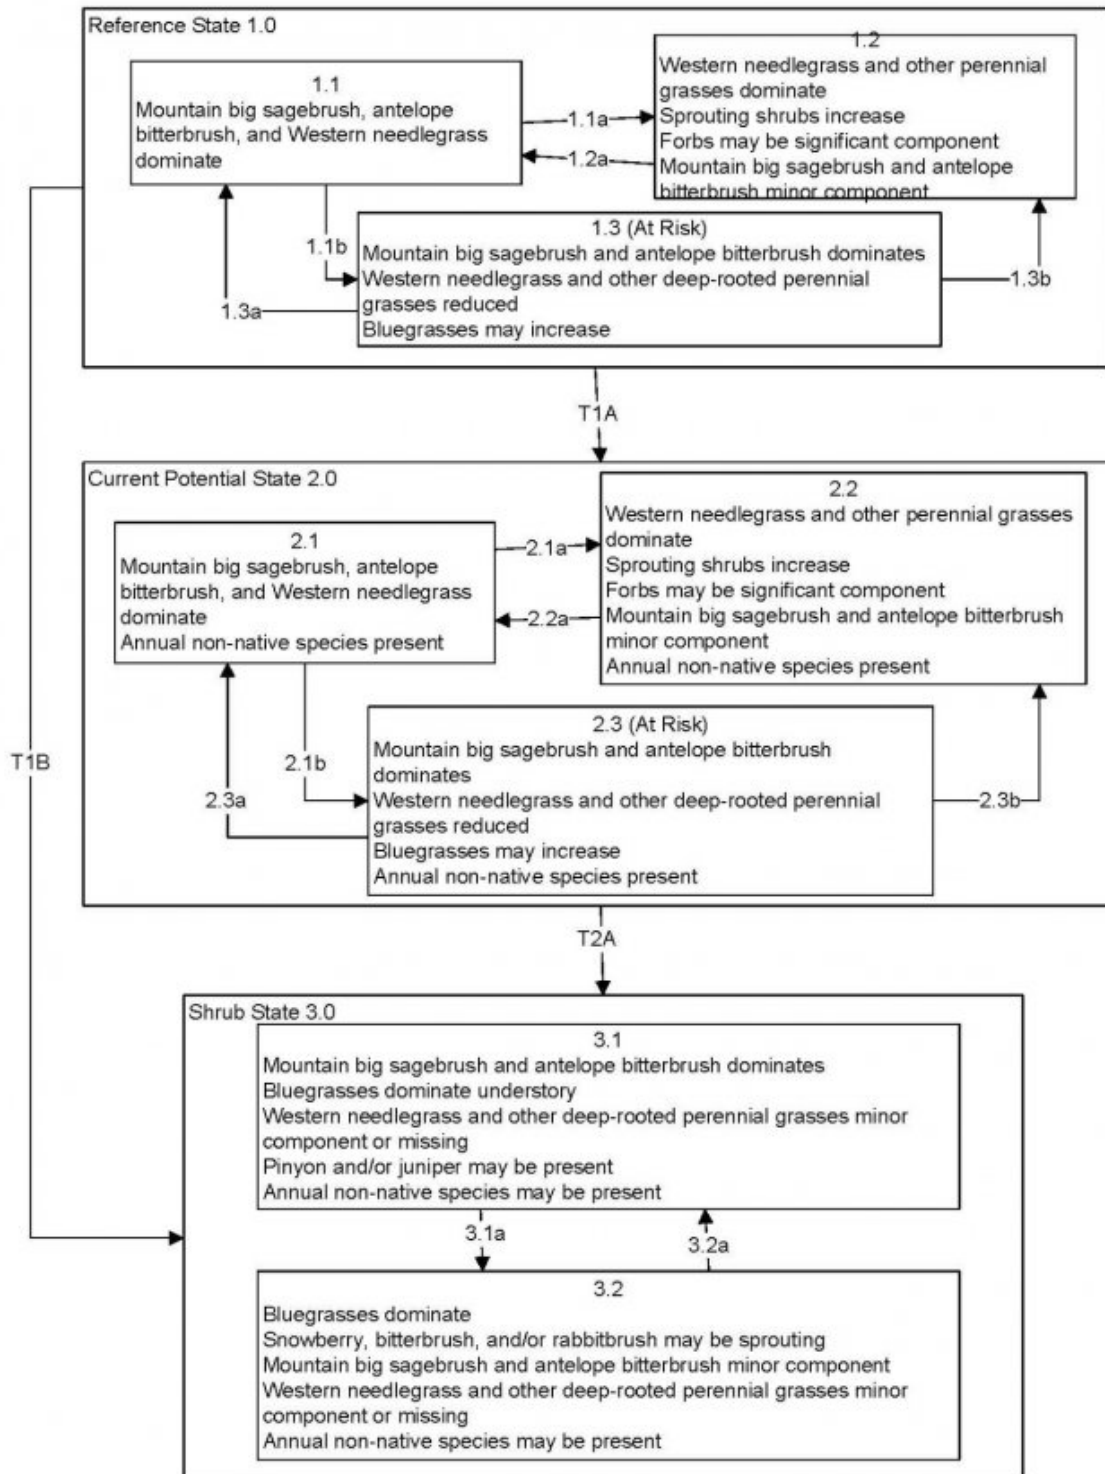 Reference State 1.0
1.1
Mountain big sagebrush, antelope
bitterbrush, and Western needlegrass
dominate
1.1a
1.2a
1.2
Western needlegrass and other perennial
grasses dominate
Sprouting shrubs increase
Forbs may be significant component
Mountain big sagebrush and antelope
bitterbrush minor component
1.1b
1.3a
1.3 (At Risk)
Mountain big sagebrush and antelope bitterbrush dominates
Western needlegrass and other deep-rooted perennial
grasses reduced
Bluegrasses may increase
1.3b
T1A
T1B
Current Potential State 2.0
2.1
Mountain big sagebrush, antelope
bitterbrush, and Western needlegrass
dominate
Annual non-native species present
2.1a
2.2a
2.2
Western needlegrass and other perennial grasses
dominate
Sprouting shrubs increase
Forbs may be significant component
Mountain big sagebrush and antelope bitterbrush
minor component
Annual non-native species present
2.1b
2.3a
2.3 (At Risk)
Mountain big sagebrush and antelope bitterbrush
dominates
Western needlegrass and other deep-rooted perennial
grasses reduced
Bluegrasses may increase
Annual non-native species present
2.3b
T2A
Shrub State 3.0
3.1
Mountain big sagebrush and antelope bitterbrush dominates
Bluegrasses dominate understory
Western needlegrass and other deep-rooted perennial grasses minor
component or missing
Pinyon and/or juniper may be present
Annual non-native species may be present
3.1a
3.2a
3.2
Bluegrasses dominate
Snowberry, bitterbrush, and/or rabbitbrush may be sprouting
Mountain big sagebrush and antelope bitterbrush minor component
Western needlegrass and other deep-rooted perennial grasses minor
component or missing
Annual non-native species may be present